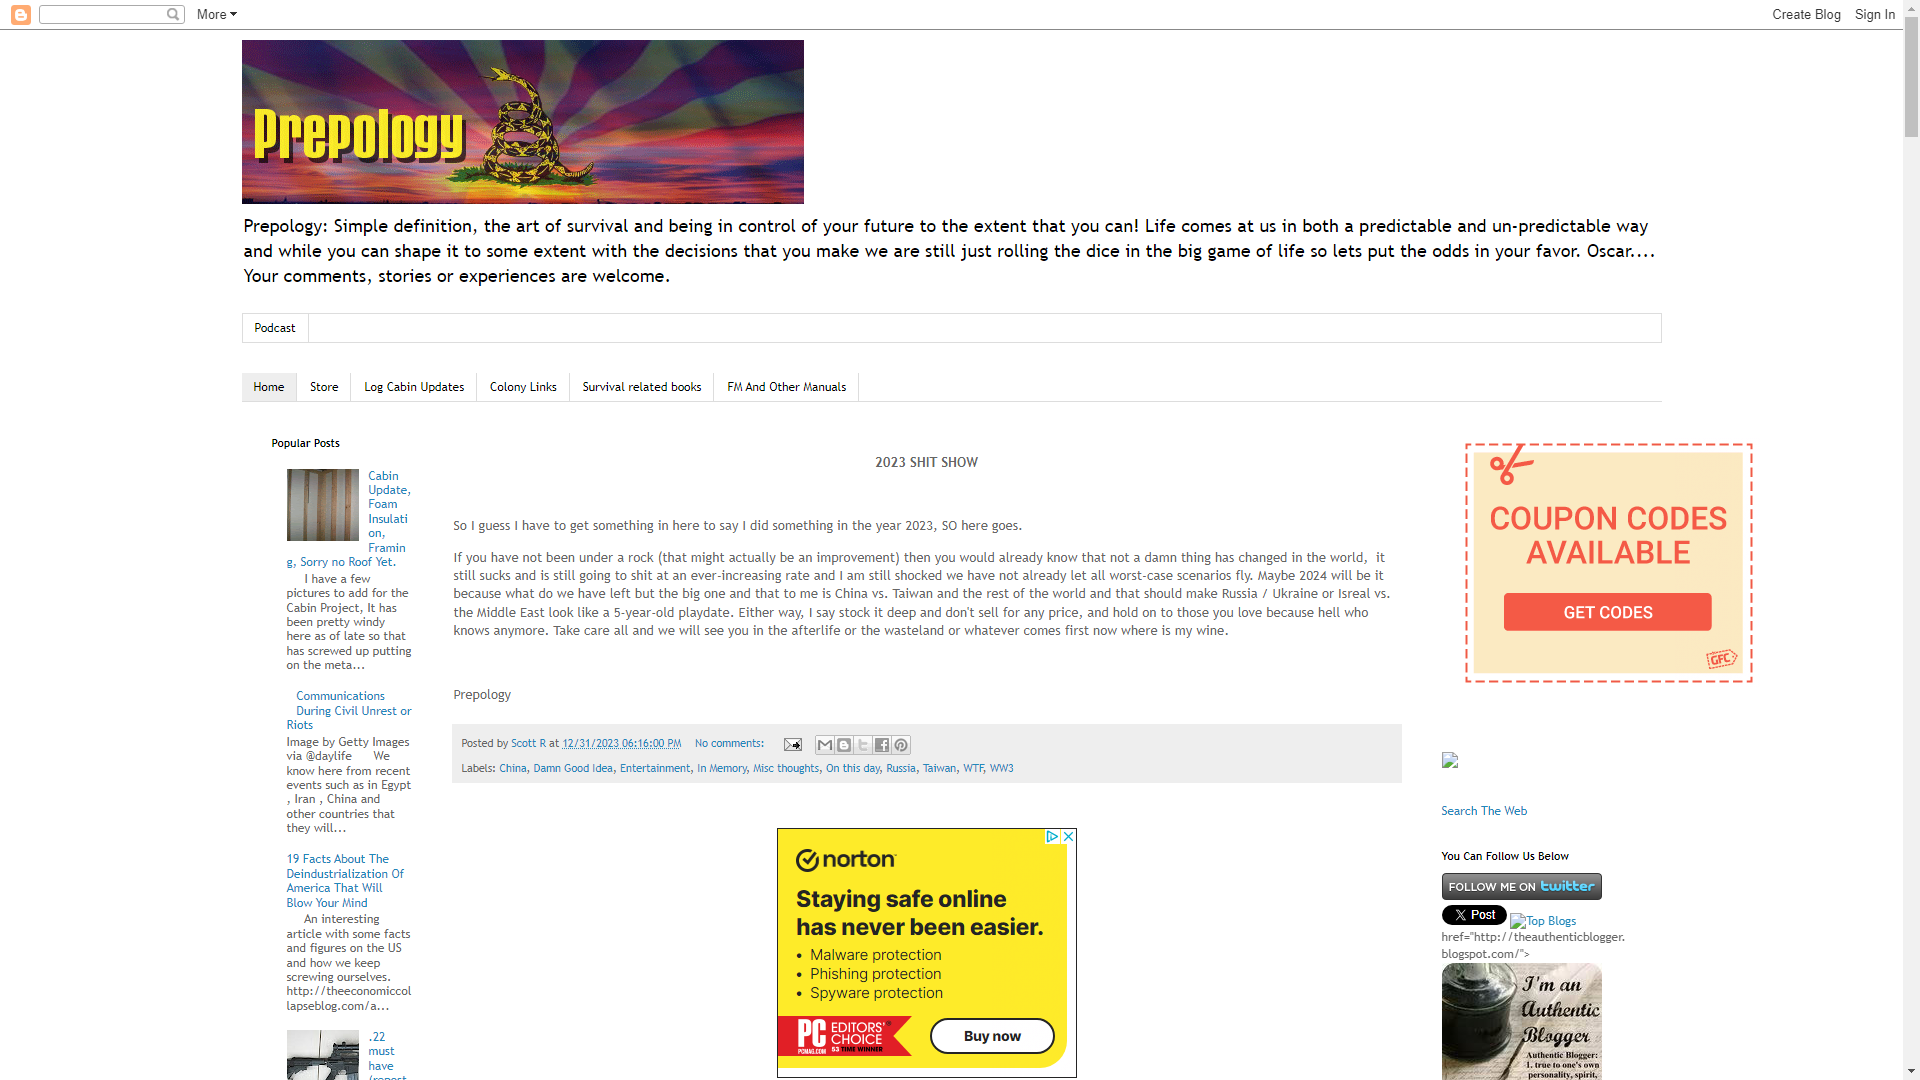 More
Create Blog
Sign In
Prepology
Prepology: Simple definition, the art of survival and being in control of your future to the extent that you can! Life comes at us in both a predictable and un-predictable way
and while you can shape it to some extent with the decisions that you make we are still just rolling the dice in the big game of life so lets put the odds in your favor. Oscar....
Your comments, stories or experiences are welcome.
Podcast
Home
Store
Log Cabin Updates
Colony Links
Survival related books
FM And Other Manuals
Popular Posts
Cabin
Update,
Foam
Insulati
on,
Framin
g, Sorry no Roof Yet.
I have a few
pictures to add for the
Cabin Project, It has
been pretty windy
here as of late so that
has screwed up putting
on the meta...
Communications
During Civil Unrest or
Riots
Image by Getty Images
via @daylife We
know here from recent
events such as in Egypt
, Iran , China and
other countries that
they will...
19 Facts About The
Deindustrialization Of
America That Will
Blow Your Mind
An interesting
article with some facts
and figures on the US
and how we keep
screwing ourselves.
http://theeconomiccol
lapseblog.com/a...
.22
must
have
(repost
2023 SHIT SHOW
So I guess I have to get something in here to say I did something in the year 2023, SO here goes.
If you have not been under a rock (that might actually be an improvement) then you would already know that not a damn thing has changed in the world, it
still sucks and is still going to shit at an ever-increasing rate and I am still shocked we have not already let all worst-case scenarios fly. Maybe 2024 will be it
because what do we have left but the big one and that to me is China vs. Taiwan and the rest of the world and that should make Russia / Ukraine or Isreal vs.
the Middle East look like a 5-year-old playdate. Either way, I say stock it deep and don't sell for any price, and hold on to those you love because hell who
knows anymore. Take care all and we will see you in the afterlife or the wasteland or whatever comes first now where is my wine.
Prepology
Posted by Scott R at 12/31/2023 06:16:00 PM No comments:
Labels: China, Damn Good Idea, Entertainment, In Memory, Misc thoughts, On this day, Russia, Taiwan, WTF, WW3
norton
Staying safe online
has never been easier.
• Malware protection
• Phishing protection
• Spyware protection
PC EDITORS' CHOICE
PCMAG.COM
53 TIME WINNER
Buy now
COUPON CODES
AVAILABLE
GET CODES
GFC
Search The Web
You Can Follow Us Below
FOLLOW ME ON twitter
X Post
Top Blogs
href="http://theauthenticblogger.
blogspot.com/">
I'm an
Authentic
Blogger
Authentic Blogger:
1. true to one's own
personality, spirit,